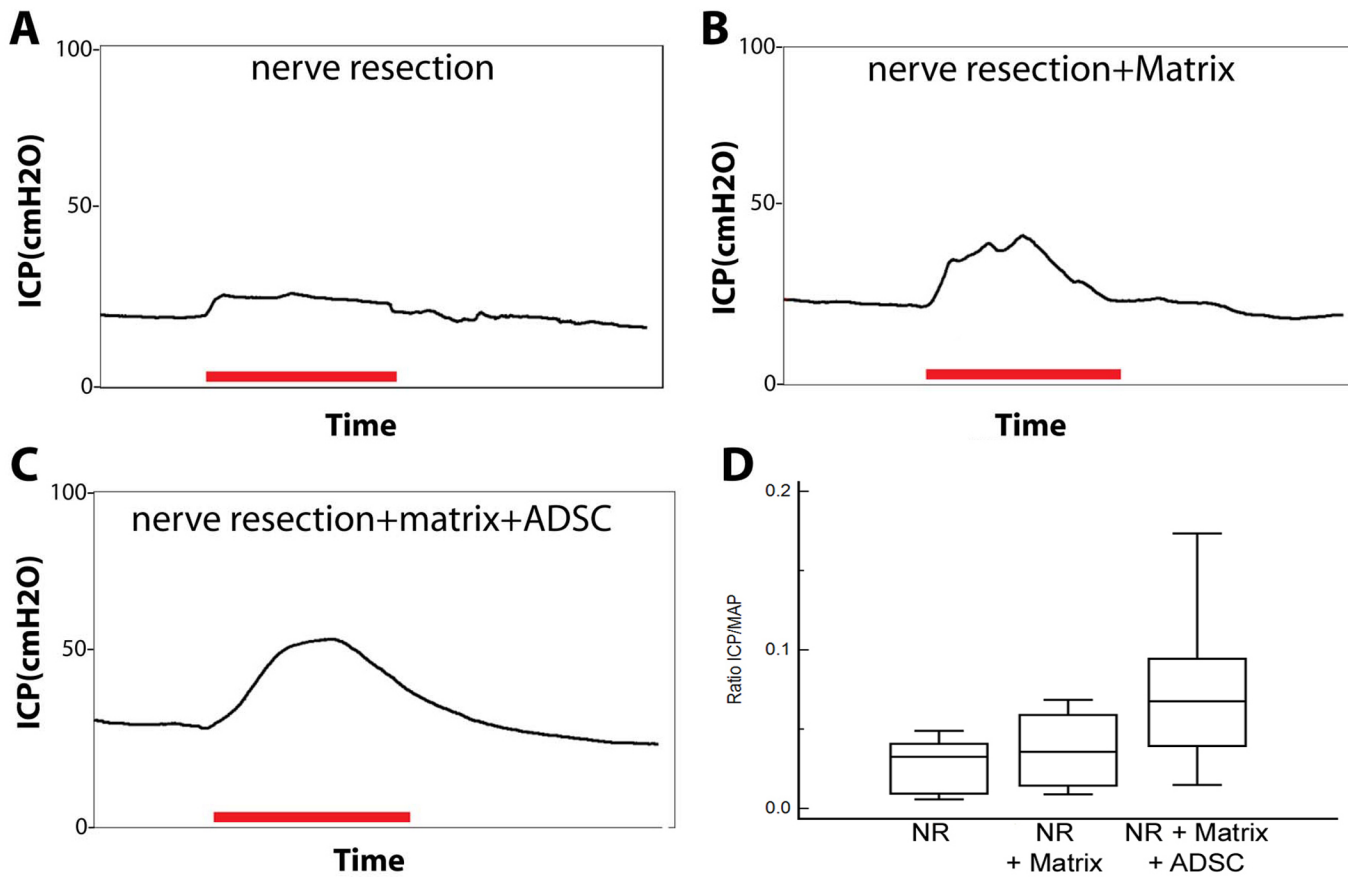 A
nerve resection
100
50
0
ICP(cmH2O)
Time
B
nerve resection+Matrix
100
50
0
ICP(cmH2O)
Time
C
nerve resection+matrix+ADSC
100
50
0
ICP(cmH2O)
Time
D
0.2
0.1
0.0
Ratio ICP/MAP
NR
NR
+ Matrix
NR + Matrix
+ ADSC